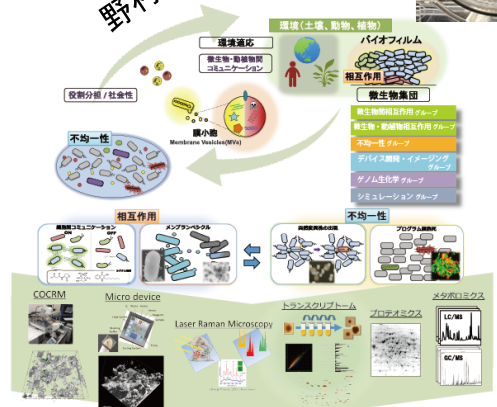 野村
環境（土壌、動物、植物）
環境適応
微生物・動植物間
コミュニケーション
役割分担/社会性
膜小胞
Membrane Vesicles(MVs)
不均一性
バイオフィルム
相互作用
微生物集団
微生物間相互作用グループ
微生物・動植物相互作用グループ
不均一性グループ
デバイス開発・イメージング
グループ
ゲノム生化学グループ
シミュレーショングループ
相互作用
不均一性
細胞間コミュニケーション
ON
OFF
メンブランベシクル
プログラム細胞死
COCRM
Micro device
Laser Raman Microscopy
トランスクリプトーム
プロテオミクス
メタボロミクス
LC/MS
GC/MS